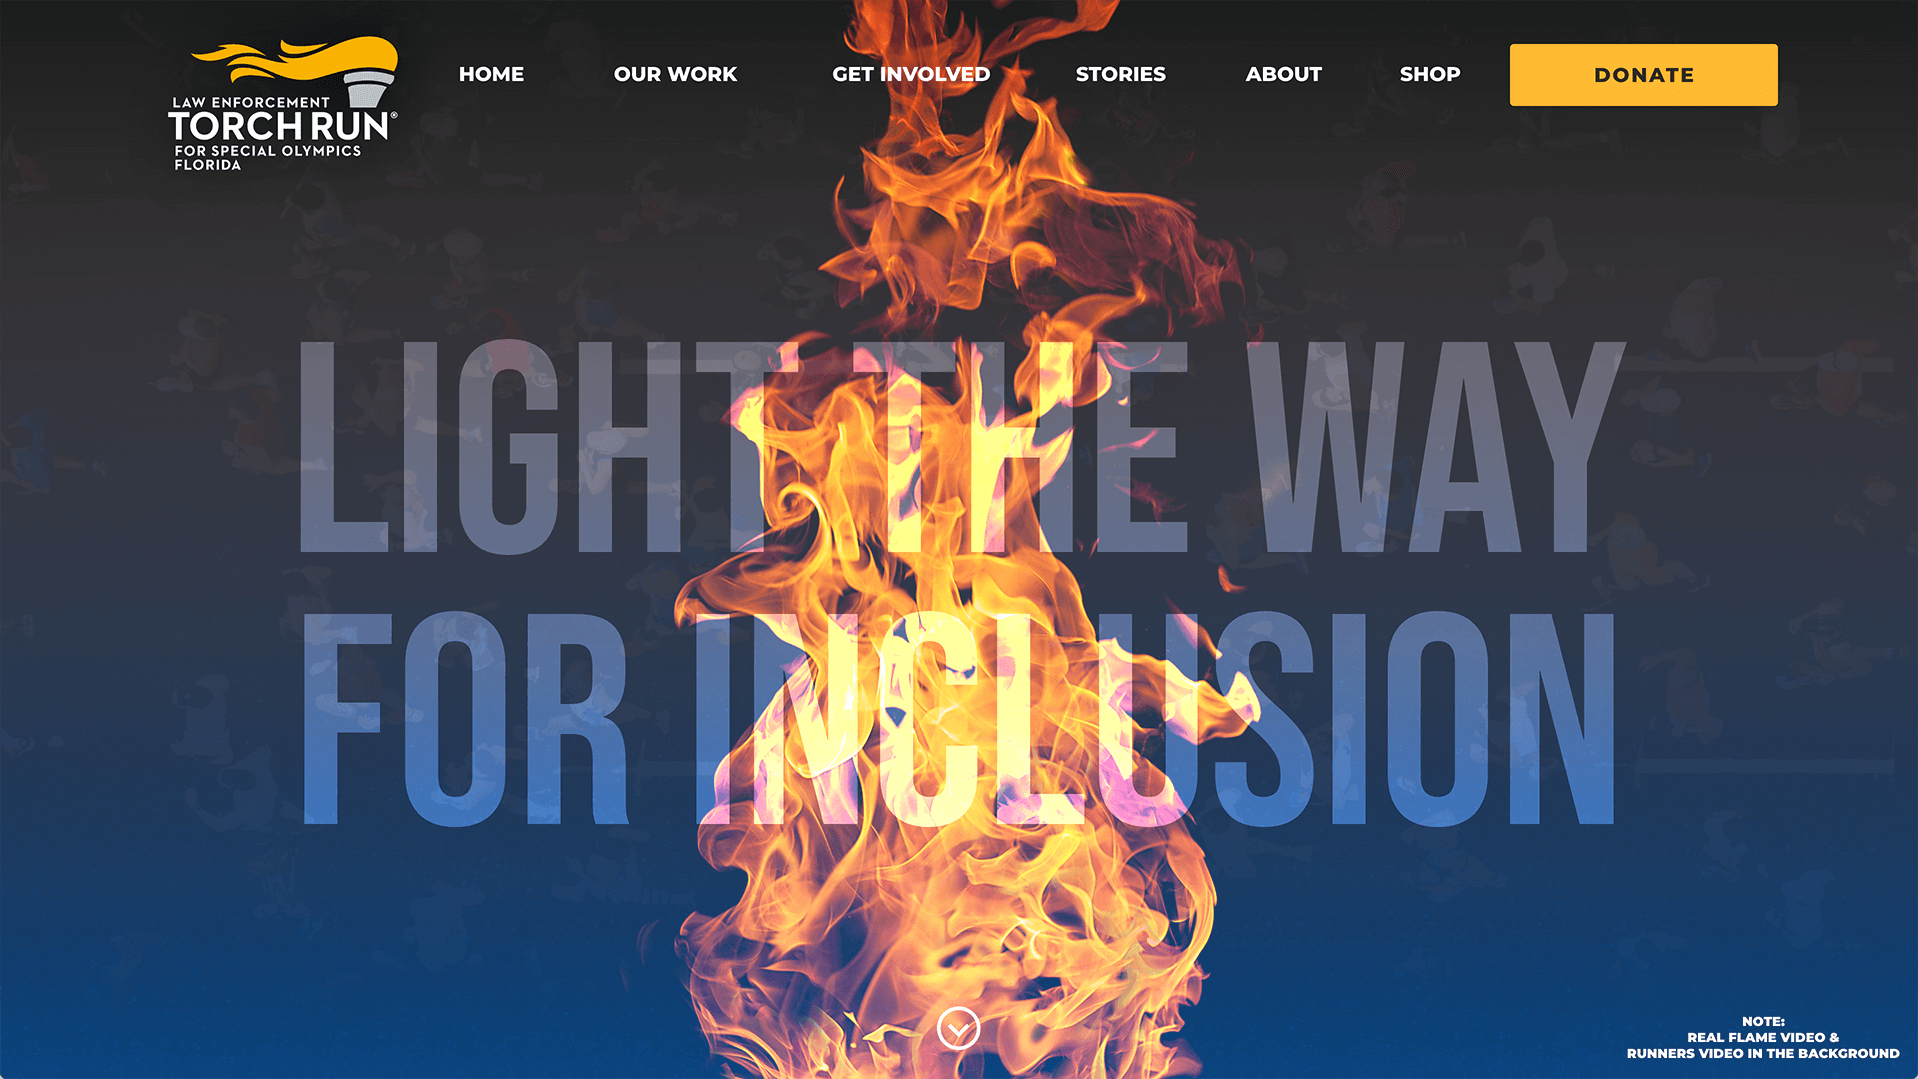 LAW ENFORCEMENT
TORCH RUN®
FOR SPECIAL OLYMPICS
FLORIDA
HOME
OUR WORK
GET INVOLVED
STORIES
ABOUT
SHOP
DONATE
LIGHT THE WAY
FOR INCLUSION
NOTE:
REAL FLAME VIDEO &
RUNNERS VIDEO IN THE BACKGROUND